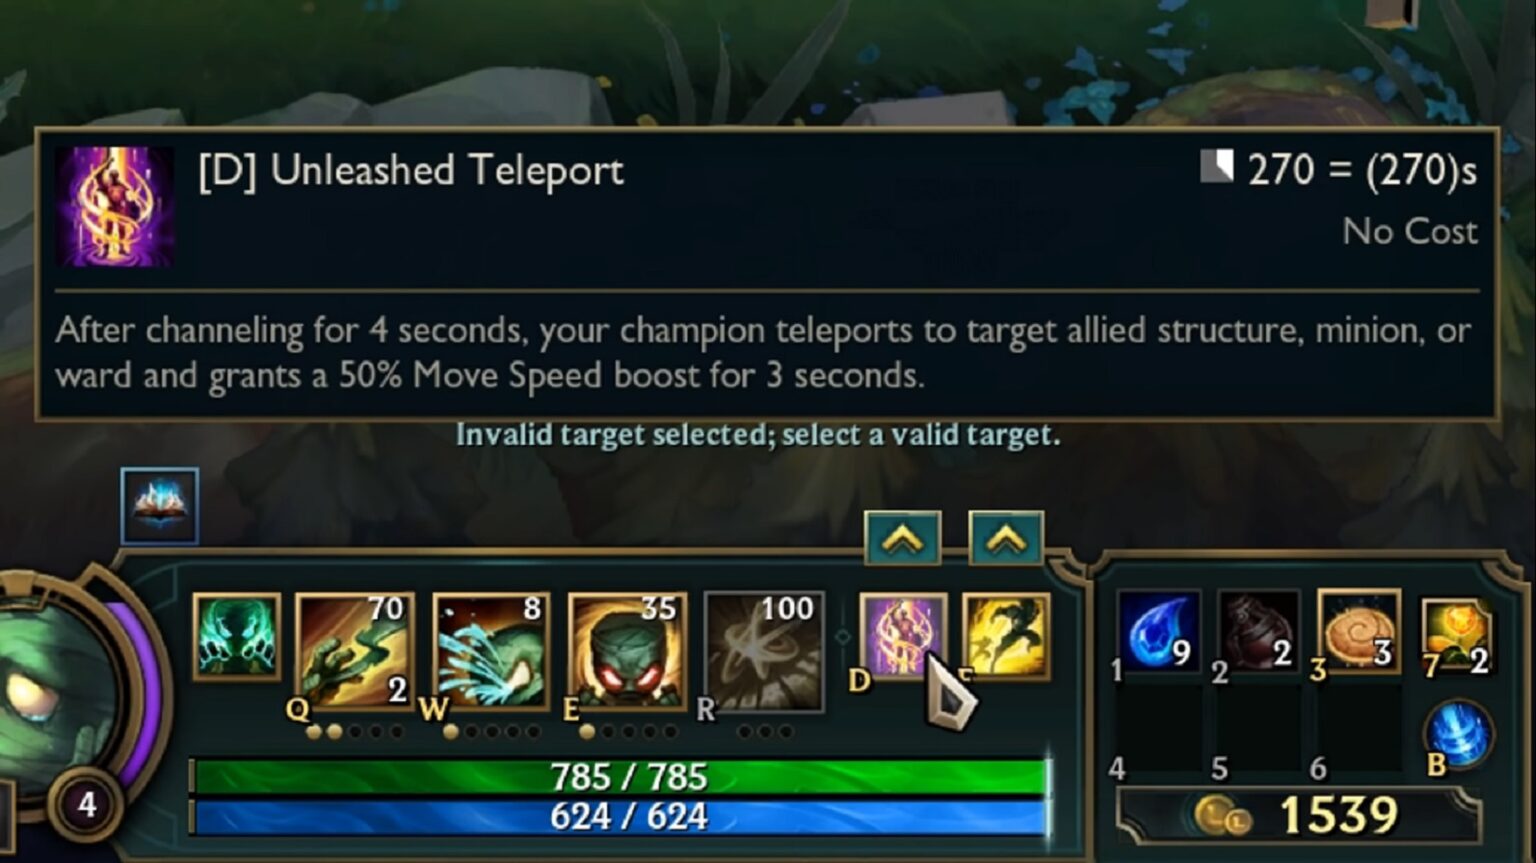 [D] Unleashed Teleport
270 = (270)s
No Cost
After channeling for 4 seconds, your champion teleports to target allied structure, minion, or
ward and grants a 50% Move Speed boost for 3 seconds.
Invalid target selected; select a valid target.
70 8 35 100
2
Q W E R D F
9 2 3 2
1 2 3 7
4 5 6 B
785 / 785
624 / 624
4
1539